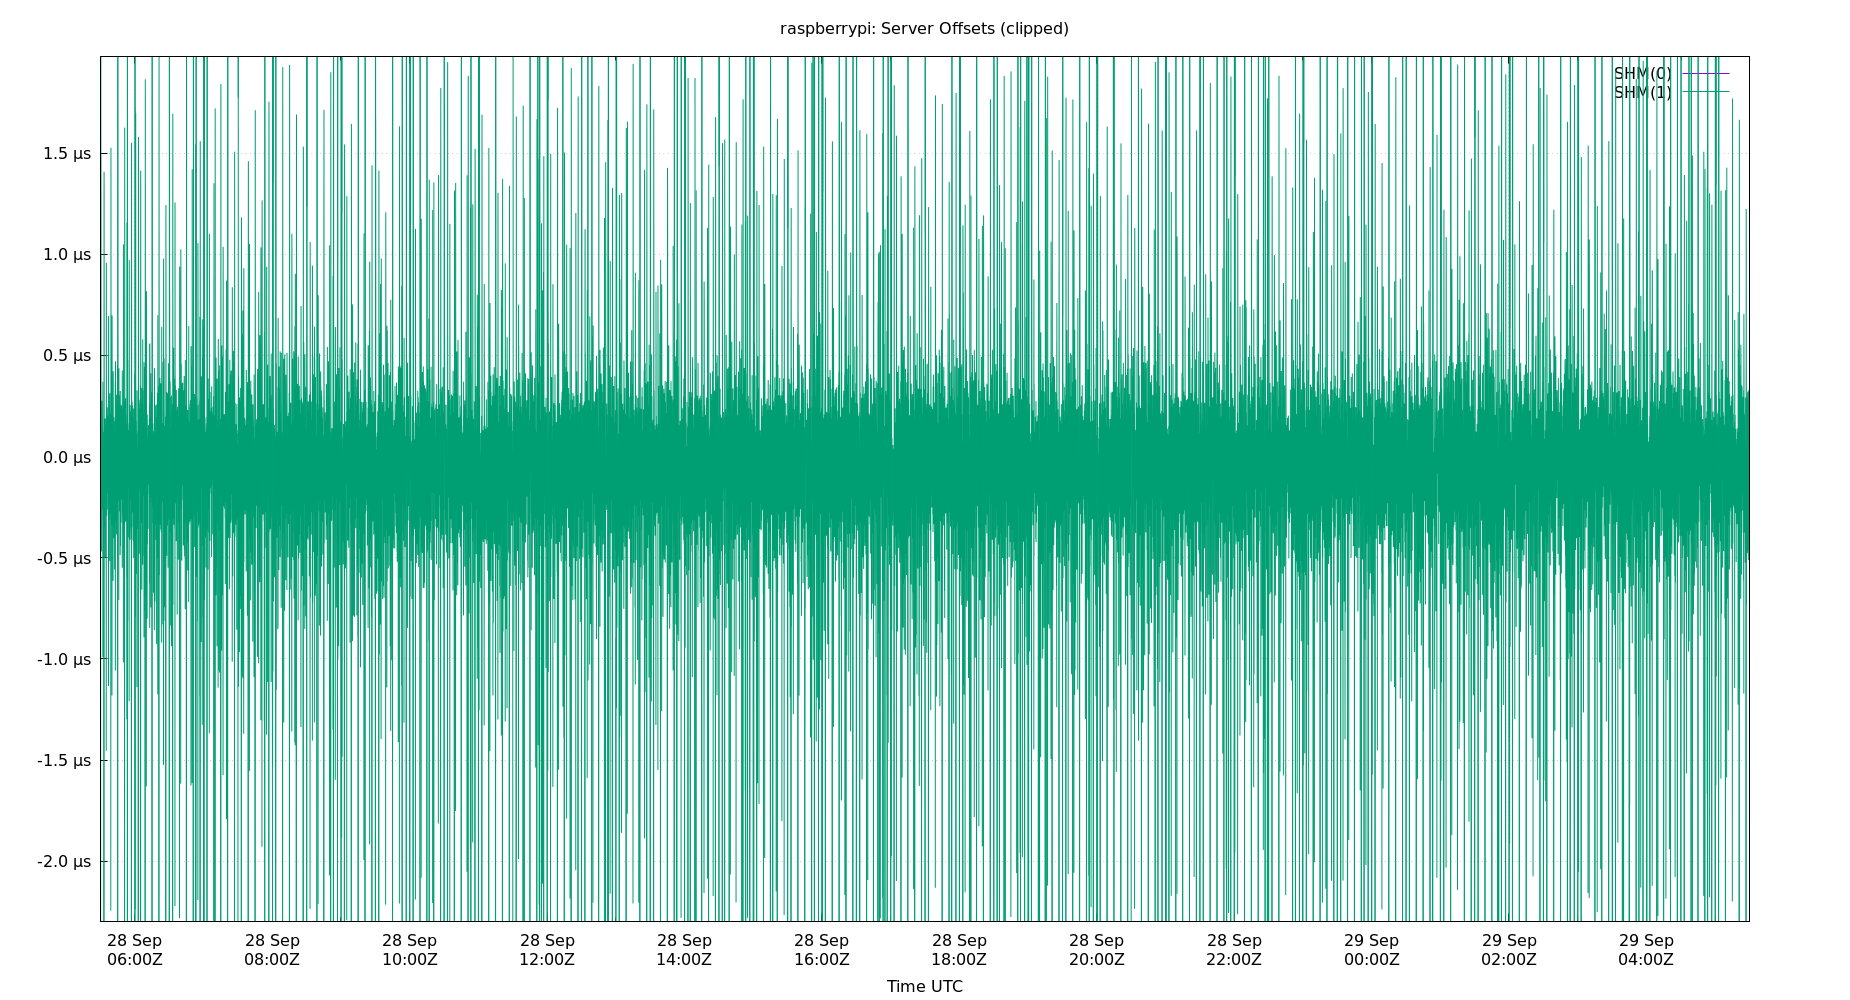 raspberrypi: Server Offsets (clipped)
SHM(0)
SHM(1)
1.5 µs
1.0 µs
0.5 µs
0.0 µs
-0.5 µs
-1.0 µs
-1.5 µs
-2.0 µs
28 Sep 28 Sep 28 Sep 28 Sep 28 Sep 28 Sep 28 Sep 28 Sep 28 Sep 29 Sep 29 Sep 29 Sep
06:00Z 08:00Z 10:00Z 12:00Z 14:00Z 16:00Z 18:00Z 20:00Z 22:00Z 00:00Z 02:00Z 04:00Z
Time UTC